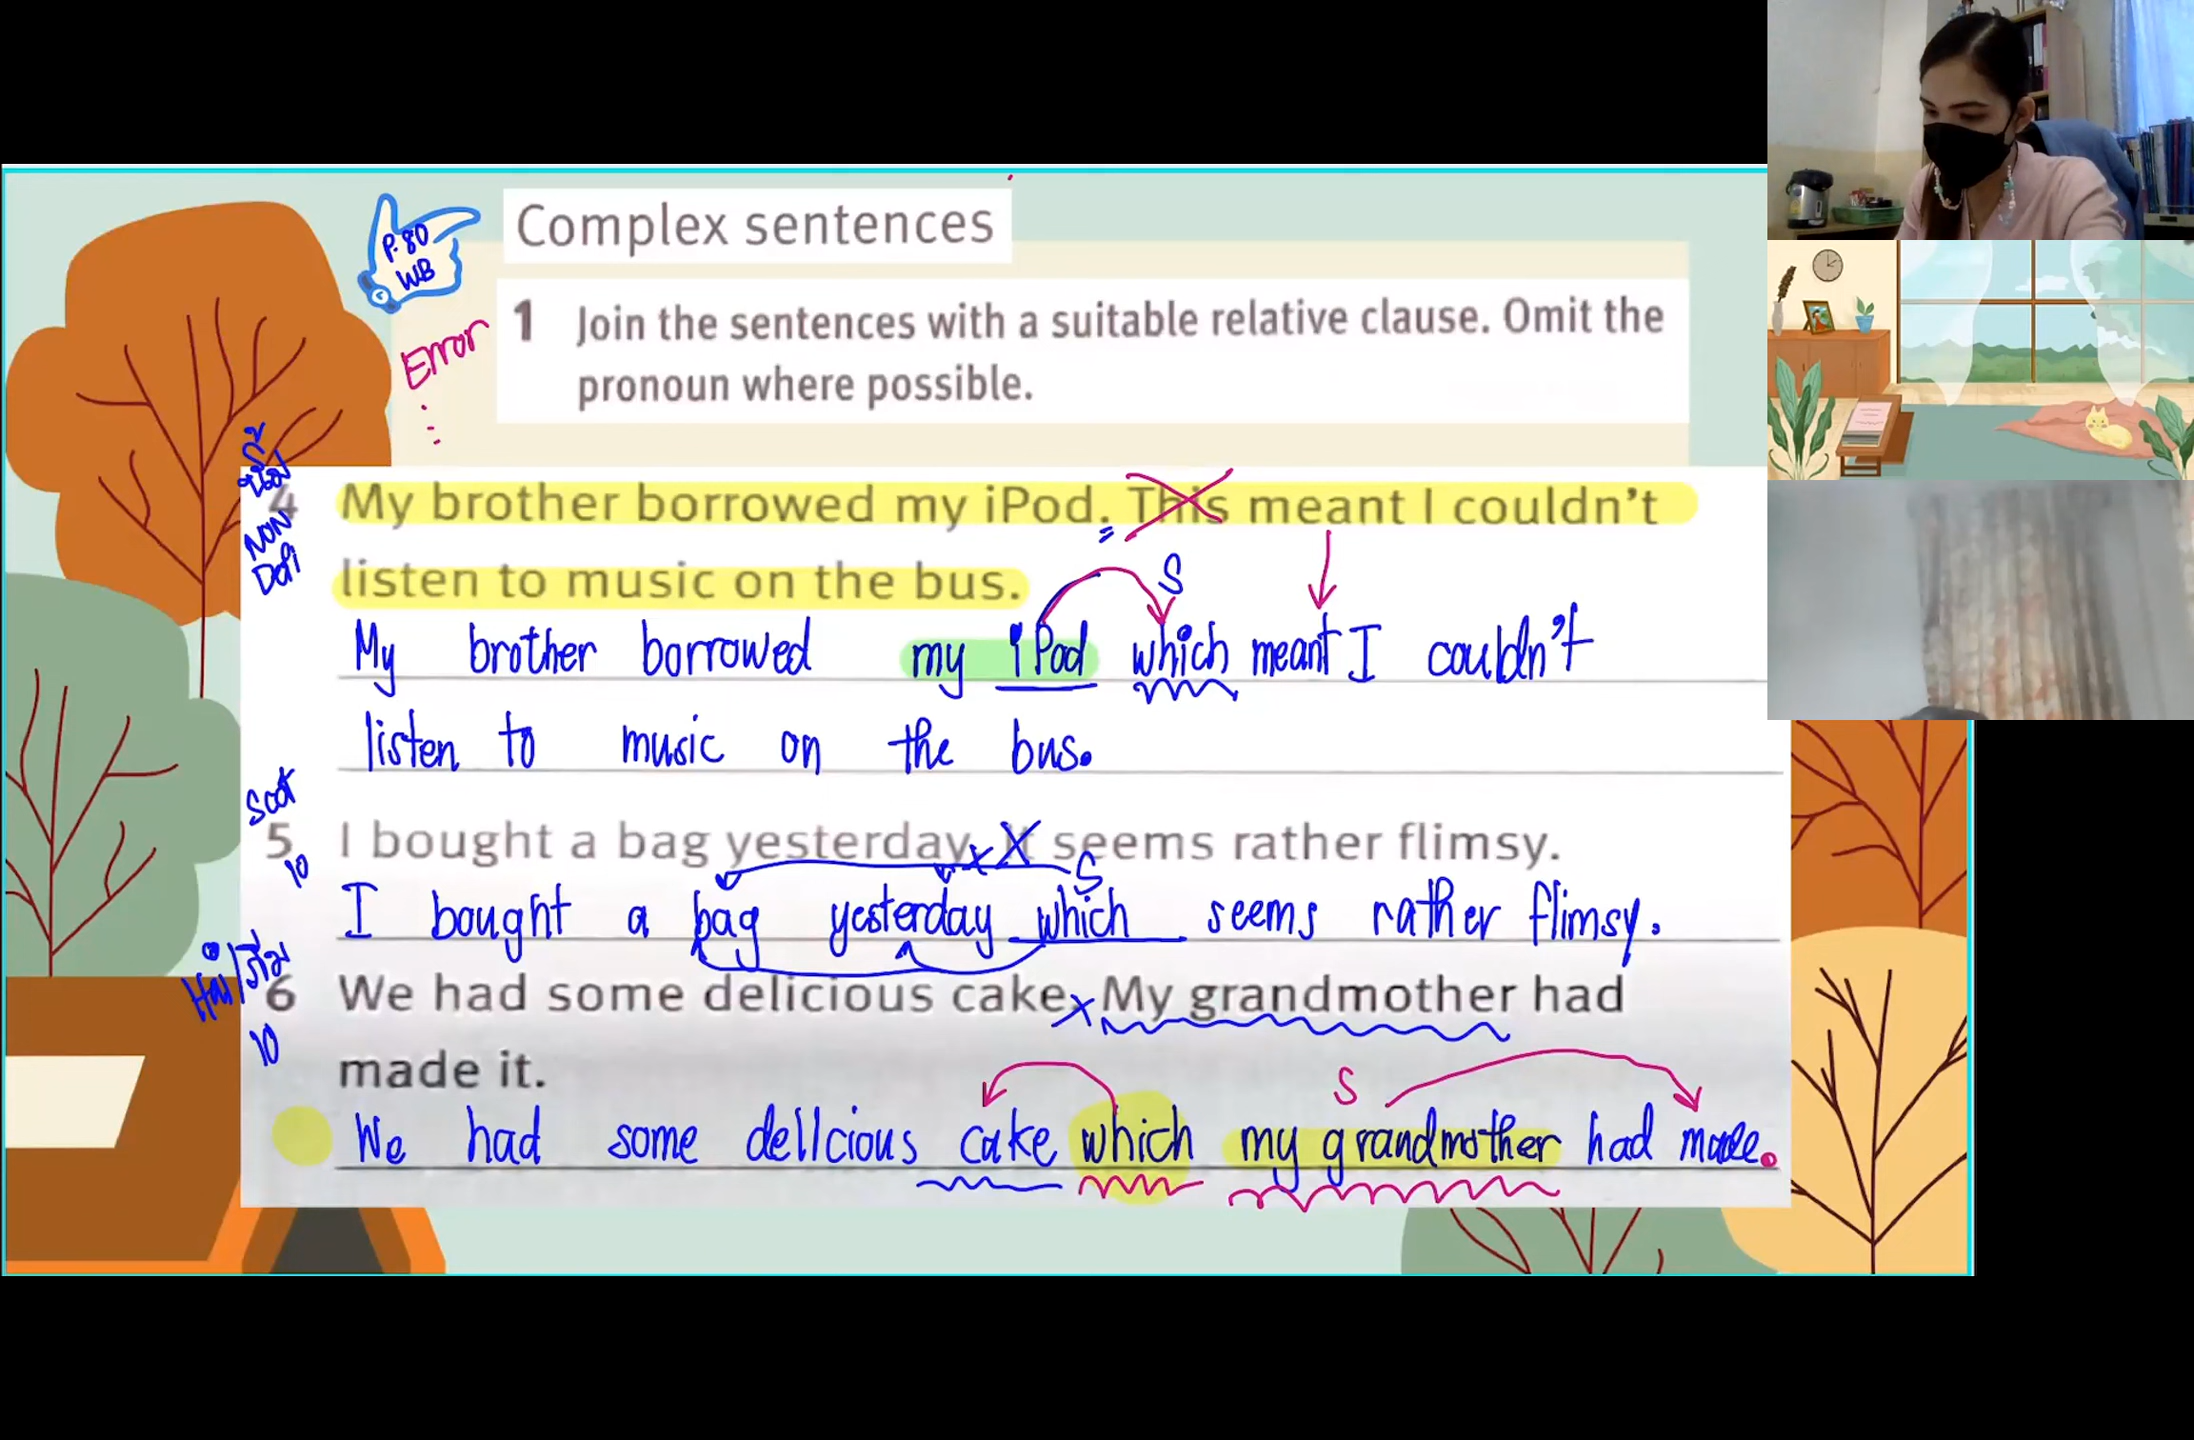 P.80
WB
Complex sentences
1 Join the sentences with a suitable relative clause. Omit the
pronoun where possible.
Error
4 My brother borrowed my iPod. This meant I couldn't
listen to music on the bus.
S
My brother borrowed my iPod which meant I couldn't
listen to music on the bus.
5 I bought a bag yesterday. It seems rather flimsy.
10
S
I bought a bag yesterday which seems rather flimsy.
6 We had some delicious cake. My grandmother had
10
made it.
S
We had some delicious cake which my grandmother had made.